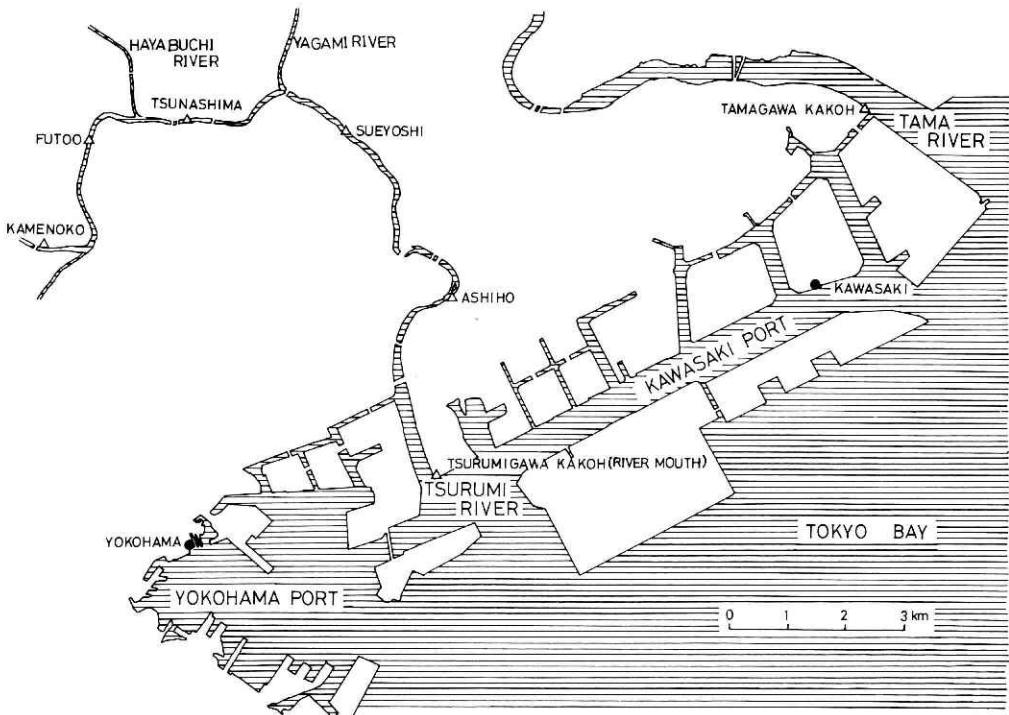 HAYABUCHI
RIVER
YAGAMI RIVER
TSUNASHIMA
FUTOO
SUEYOSHI
KAMENOKO
ASHIHO
TAMAGAWA KAKOH
TAMA
RIVER
KAWASAKI
KAWASAKI PORT
TSURUMIGAWA KAKOH (RIVER MOUTH)
TSURUMI
RIVER
YOKOHAMA
TOKYO BAY
YOKOHAMA PORT
0 1 2 3 km